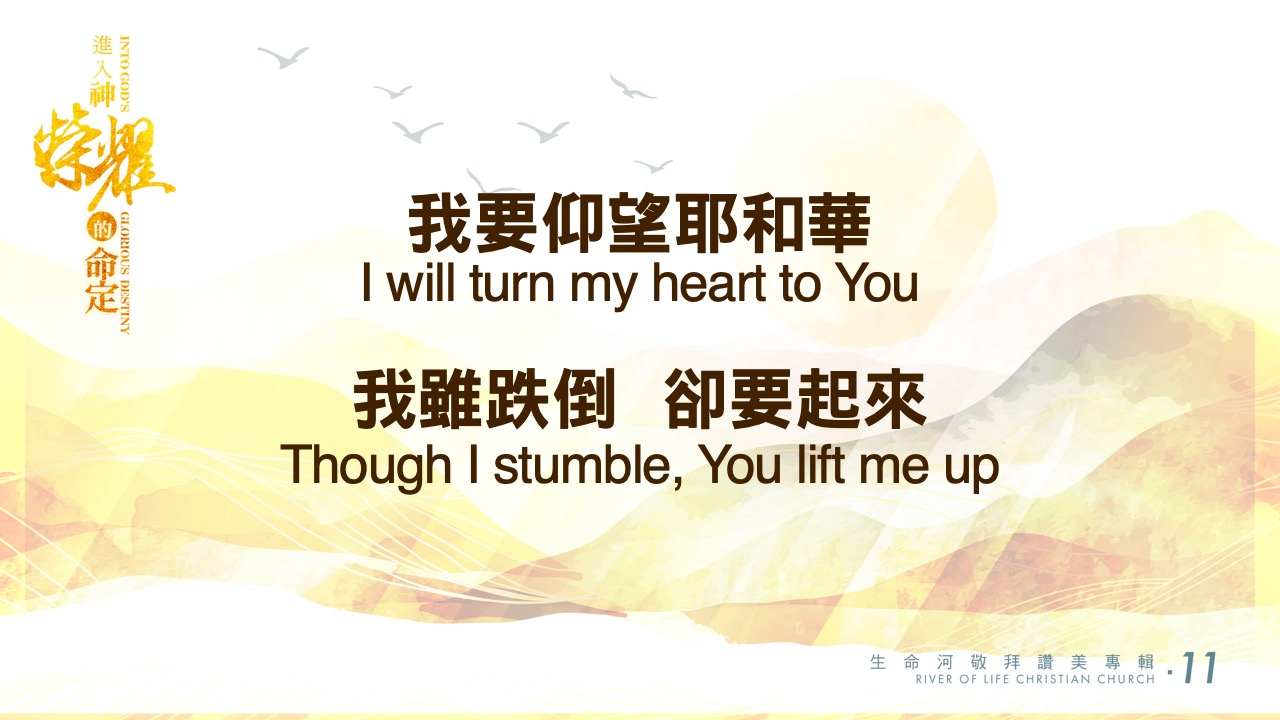 進入神
榮耀
的
命定
INTO GOD'S
GLORIOUS DESTINY
我要仰望耶和華
I will turn my heart to You
我雖跌倒 卻要起來
Though I stumble, You lift me up
生命河敬拜讚美專輯
RIVER OF LIFE CHRISTIAN CHURCH
·11